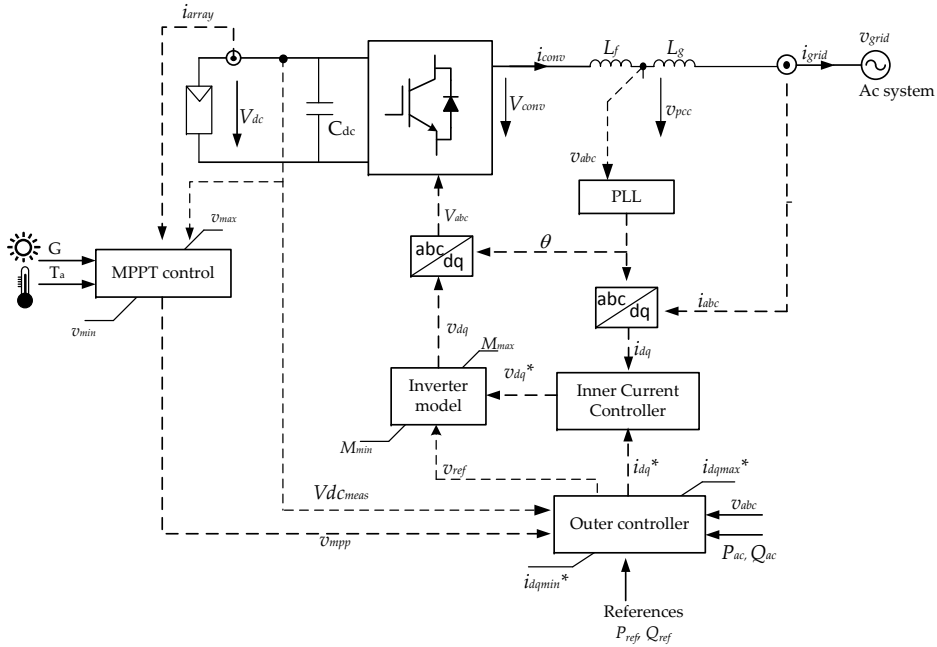 i_array
i_conv
L_f
L_g
i_grid
v_grid
Ac system
V_dc
C_dc
V_conv
v_pcc
v_abc
PLL
V_abc
v_max
θ
abc
dq
G
T_a
MPPT control
abc
dq
i_abc
v_min
v_dq
i_dq
M_max
v_dq*
Inverter
model
Inner Current
Controller
M_min
v_ref
i_dq*
i_dqmax*
Vdc_meas
v_abc
Outer controller
v_mpp
P_ac, Q_ac
i_dqmin*
References
P_ref, Q_ref